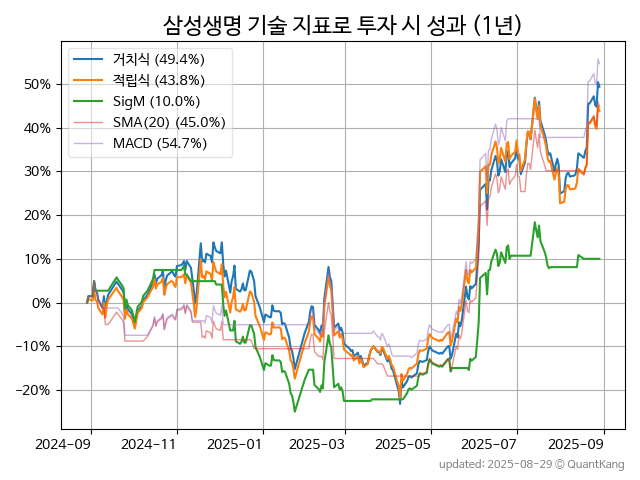 삼성생명 기술 지표로 투자 시 성과 (1년)
거치식 (49.4%)
적립식 (43.8%)
SigM (10.0%)
SMA(20) (45.0%)
MACD (54.7%)
50%
40%
30%
20%
10%
0%
−10%
−20%
2024-09 2024-11 2025-01 2025-03 2025-05 2025-07 2025-09
updated: 2025-08-29 © QuantKang